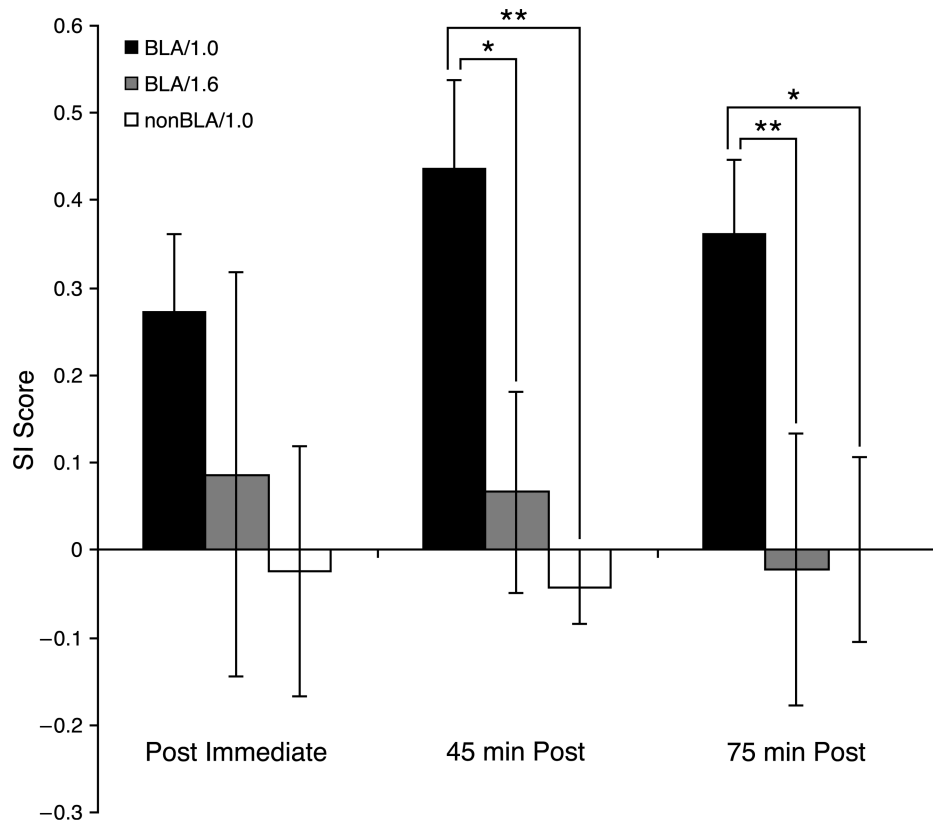 0.6
0.5
0.4
0.3
0.2
0.1
0
−0.1
−0.2
−0.3
SI Score
BLA/1.0
BLA/1.6
nonBLA/1.0
**
*
*
**
Post Immediate
45 min Post
75 min Post